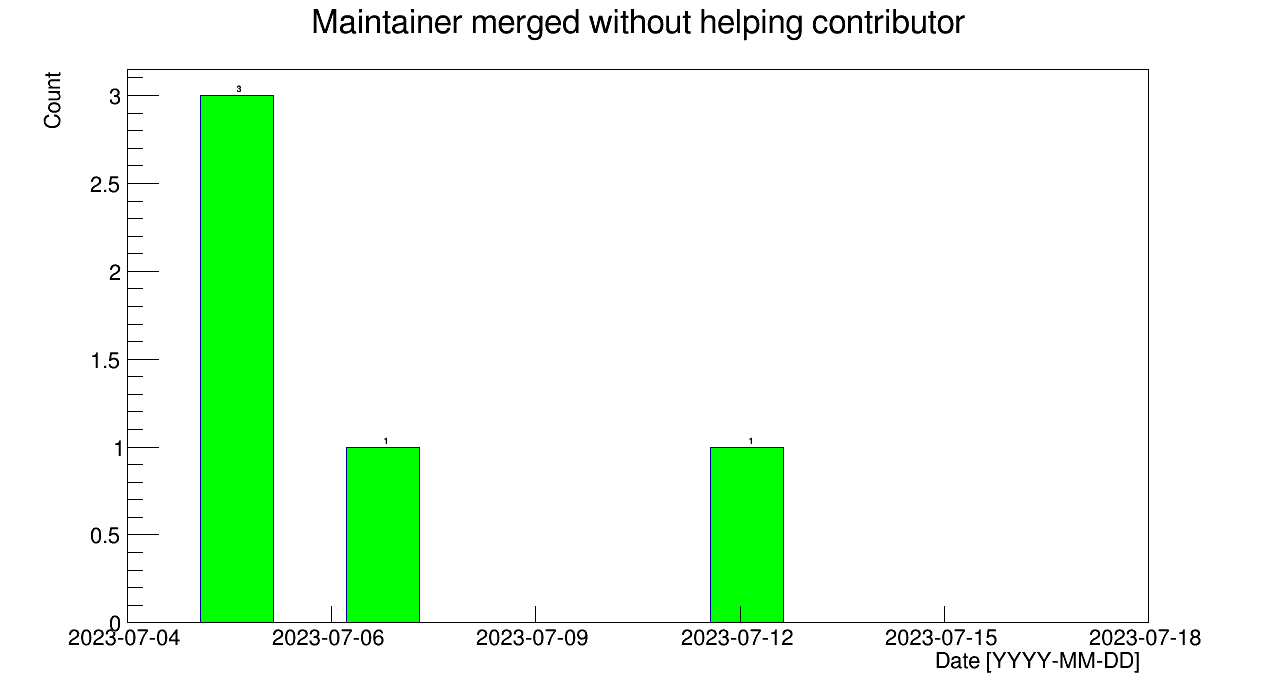 Maintainer merged without helping contributor
Count
3
2.5
2
1.5
1
0.5
0
3
1
1
2023-07-04 2023-07-06 2023-07-09 2023-07-12 2023-07-15 2023-07-18
Date [YYYY-MM-DD]